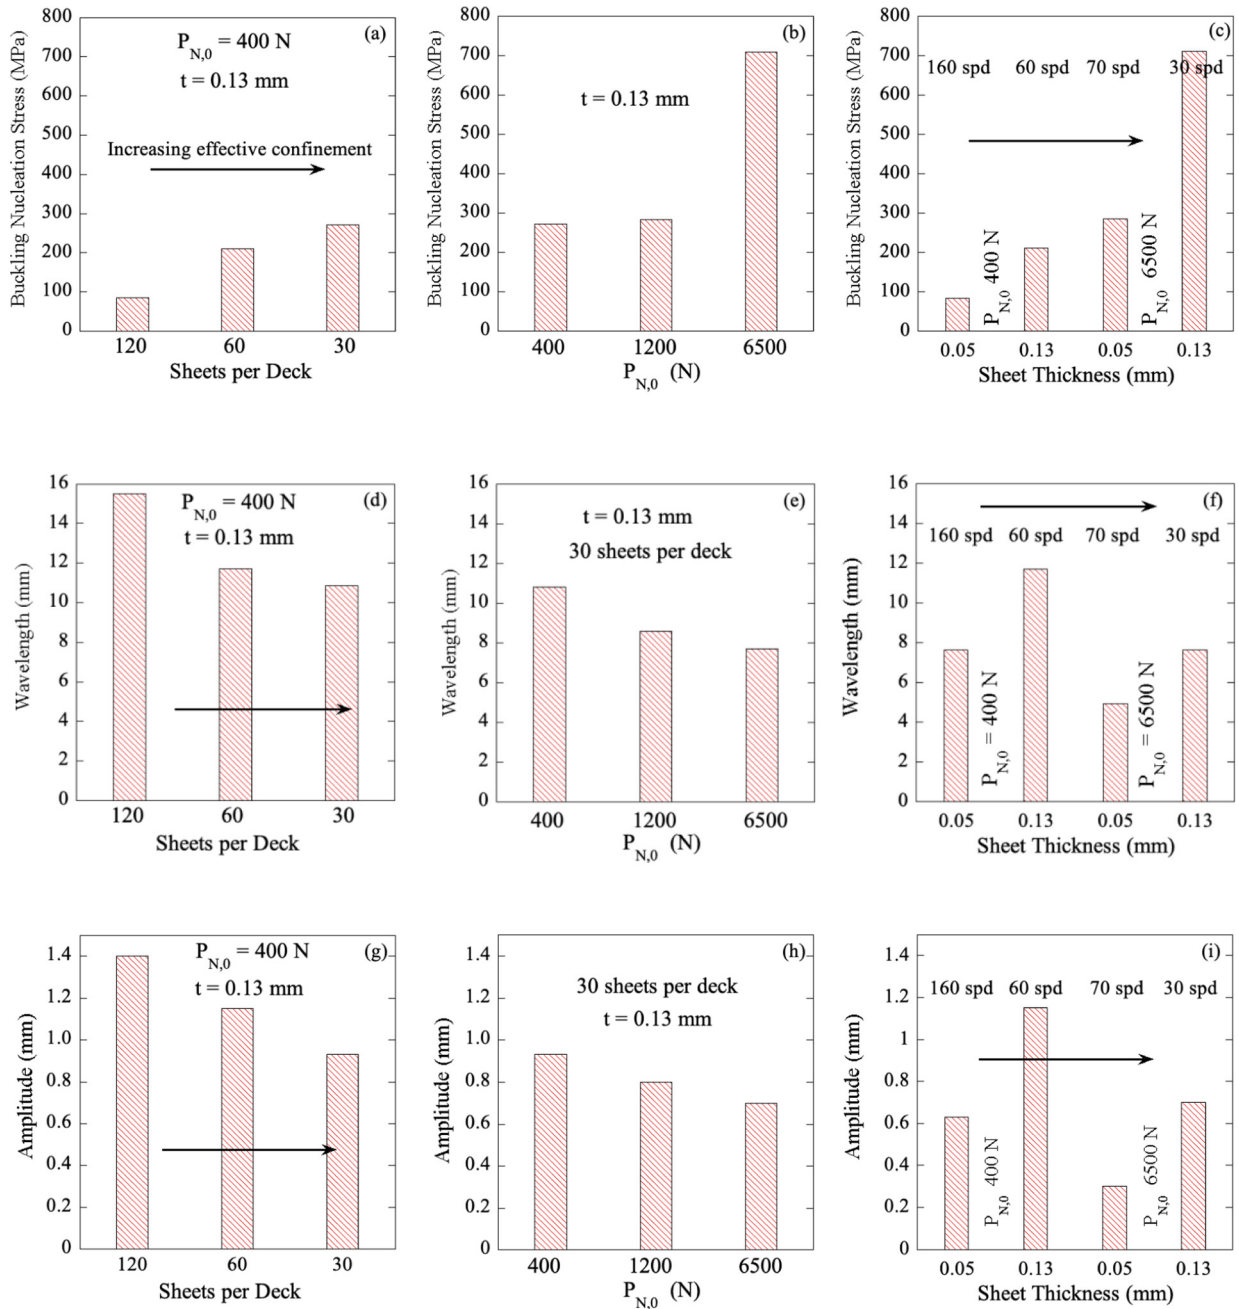 (a)
P_N,0 = 400 N
t = 0.13 mm
Increasing effective confinement
Buckling Nucleation Stress (MPa)
800
700
600
500
400
300
200
100
0
120 60 30
Sheets per Deck
(b)
t = 0.13 mm
Buckling Nucleation Stress (MPa)
800
700
600
500
400
300
200
100
0
400 1200 6500
P_N,0 (N)
(c)
160 spd 60 spd 70 spd 30 spd
P_N,0 400 N
P_N,0 6500 N
Buckling Nucleation Stress (MPa)
800
700
600
500
400
300
200
100
0
0.05 0.13 0.05 0.13
Sheet Thickness (mm)
(d)
P_N,0 = 400 N
t = 0.13 mm
Wavelength (mm)
16
14
12
10
8
6
4
2
0
120 60 30
Sheets per Deck
(e)
t = 0.13 mm
30 sheets per deck
Wavelength (mm)
16
14
12
10
8
6
4
2
0
400 1200 6500
P_N,0 (N)
(f)
160 spd 60 spd 70 spd 30 spd
P_N,0 = 400 N
P_N,0 = 6500 N
Wavelength (mm)
16
14
12
10
8
6
4
2
0
0.05 0.13 0.05 0.13
Sheet Thickness (mm)
(g)
P_N,0 = 400 N
t = 0.13 mm
Amplitude (mm)
1.4
1.2
1.0
0.8
0.6
0.4
0.2
0
120 60 30
Sheets per Deck
(h)
30 sheets per deck
t = 0.13 mm
Amplitude (mm)
1.4
1.2
1.0
0.8
0.6
0.4
0.2
0
400 1200 6500
P_N,0 (N)
(i)
160 spd 60 spd 70 spd 30 spd
P_N,0 400 N
P_N,0 6500 N
Amplitude (mm)
1.4
1.2
1
0.8
0.6
0.4
0.2
0
0.05 0.13 0.05 0.13
Sheet Thickness (mm)